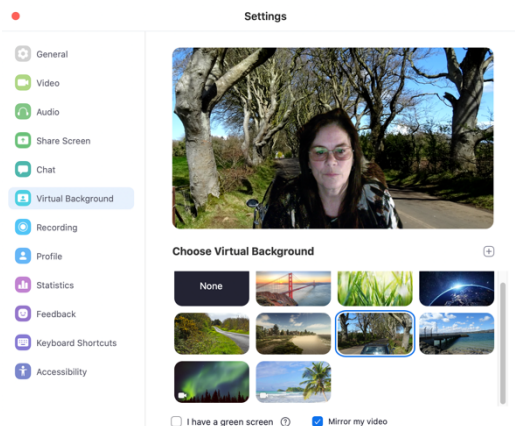 Settings
General
Video
Audio
Share Screen
Chat
Virtual Background
Recording
Profile
Statistics
Feedback
Keyboard Shortcuts
Accessibility
Choose Virtual Background
None
I have a green screen
Mirror my video